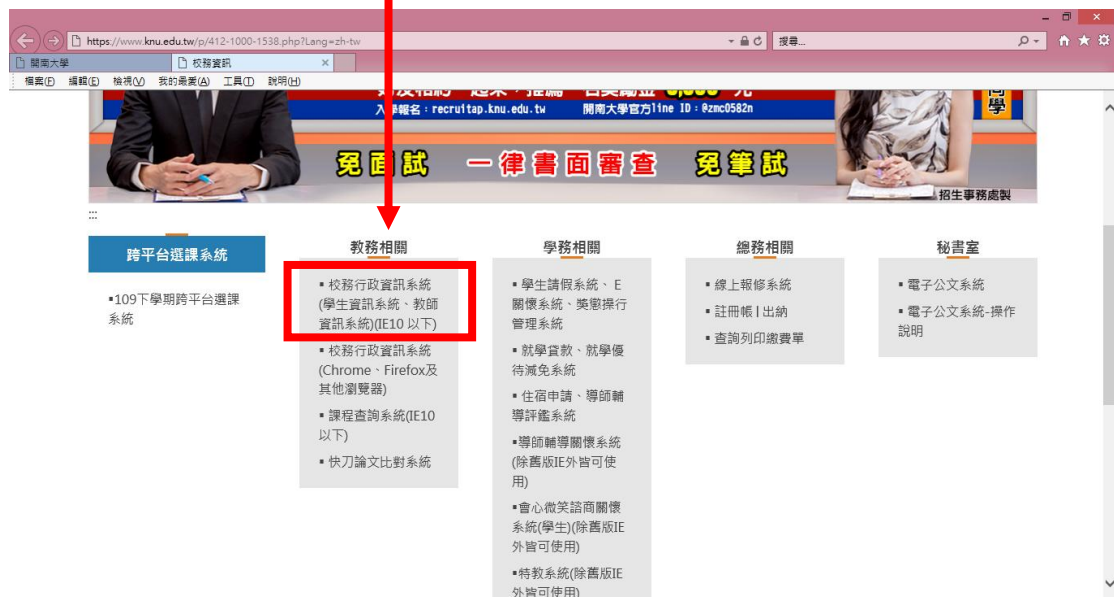 https://www.knu.edu.tw/p/412-1000-1538.php?Lang=zh-tw
搜尋...
開南大學
校務資訊
檔案(F) 編輯(E) 檢視(V) 我的最愛(A) 工具(T) 說明(H)
入學報名：recruitap.knu.edu.tw 開南大學官方line ID：@zmc0582n
學
免面試 一律書面審查 免筆試
招生事務處製
:::
跨平台選課系統
▪109下學期跨平台選課
系統
教務相關
▪ 校務行政資訊系統
(學生資訊系統、教師
資訊系統)(IE10 以下)
▪ 校務行政資訊系統
(Chrome、Firefox及
其他瀏覽器)
▪ 課程查詢系統(IE10
以下)
▪ 快刀論文比對系統
學務相關
▪ 學生請假系統、E
關懷系統、獎懲操行
管理系統
▪ 就學貸款、就學優
待減免系統
▪ 住宿申請、導師輔
導評鑑系統
▪導師輔導關懷系統
(除舊版IE外皆可使
用)
▪會心微笑諮商關懷
系統(學生)(除舊版IE
外皆可使用)
▪特教系統(除舊版IE
外皆可使用)
總務相關
▪ 線上報修系統
▪ 註冊帳 | 出納
▪ 查詢列印繳費單
秘書室
▪ 電子公文系統
▪ 電子公文系統-操作
說明